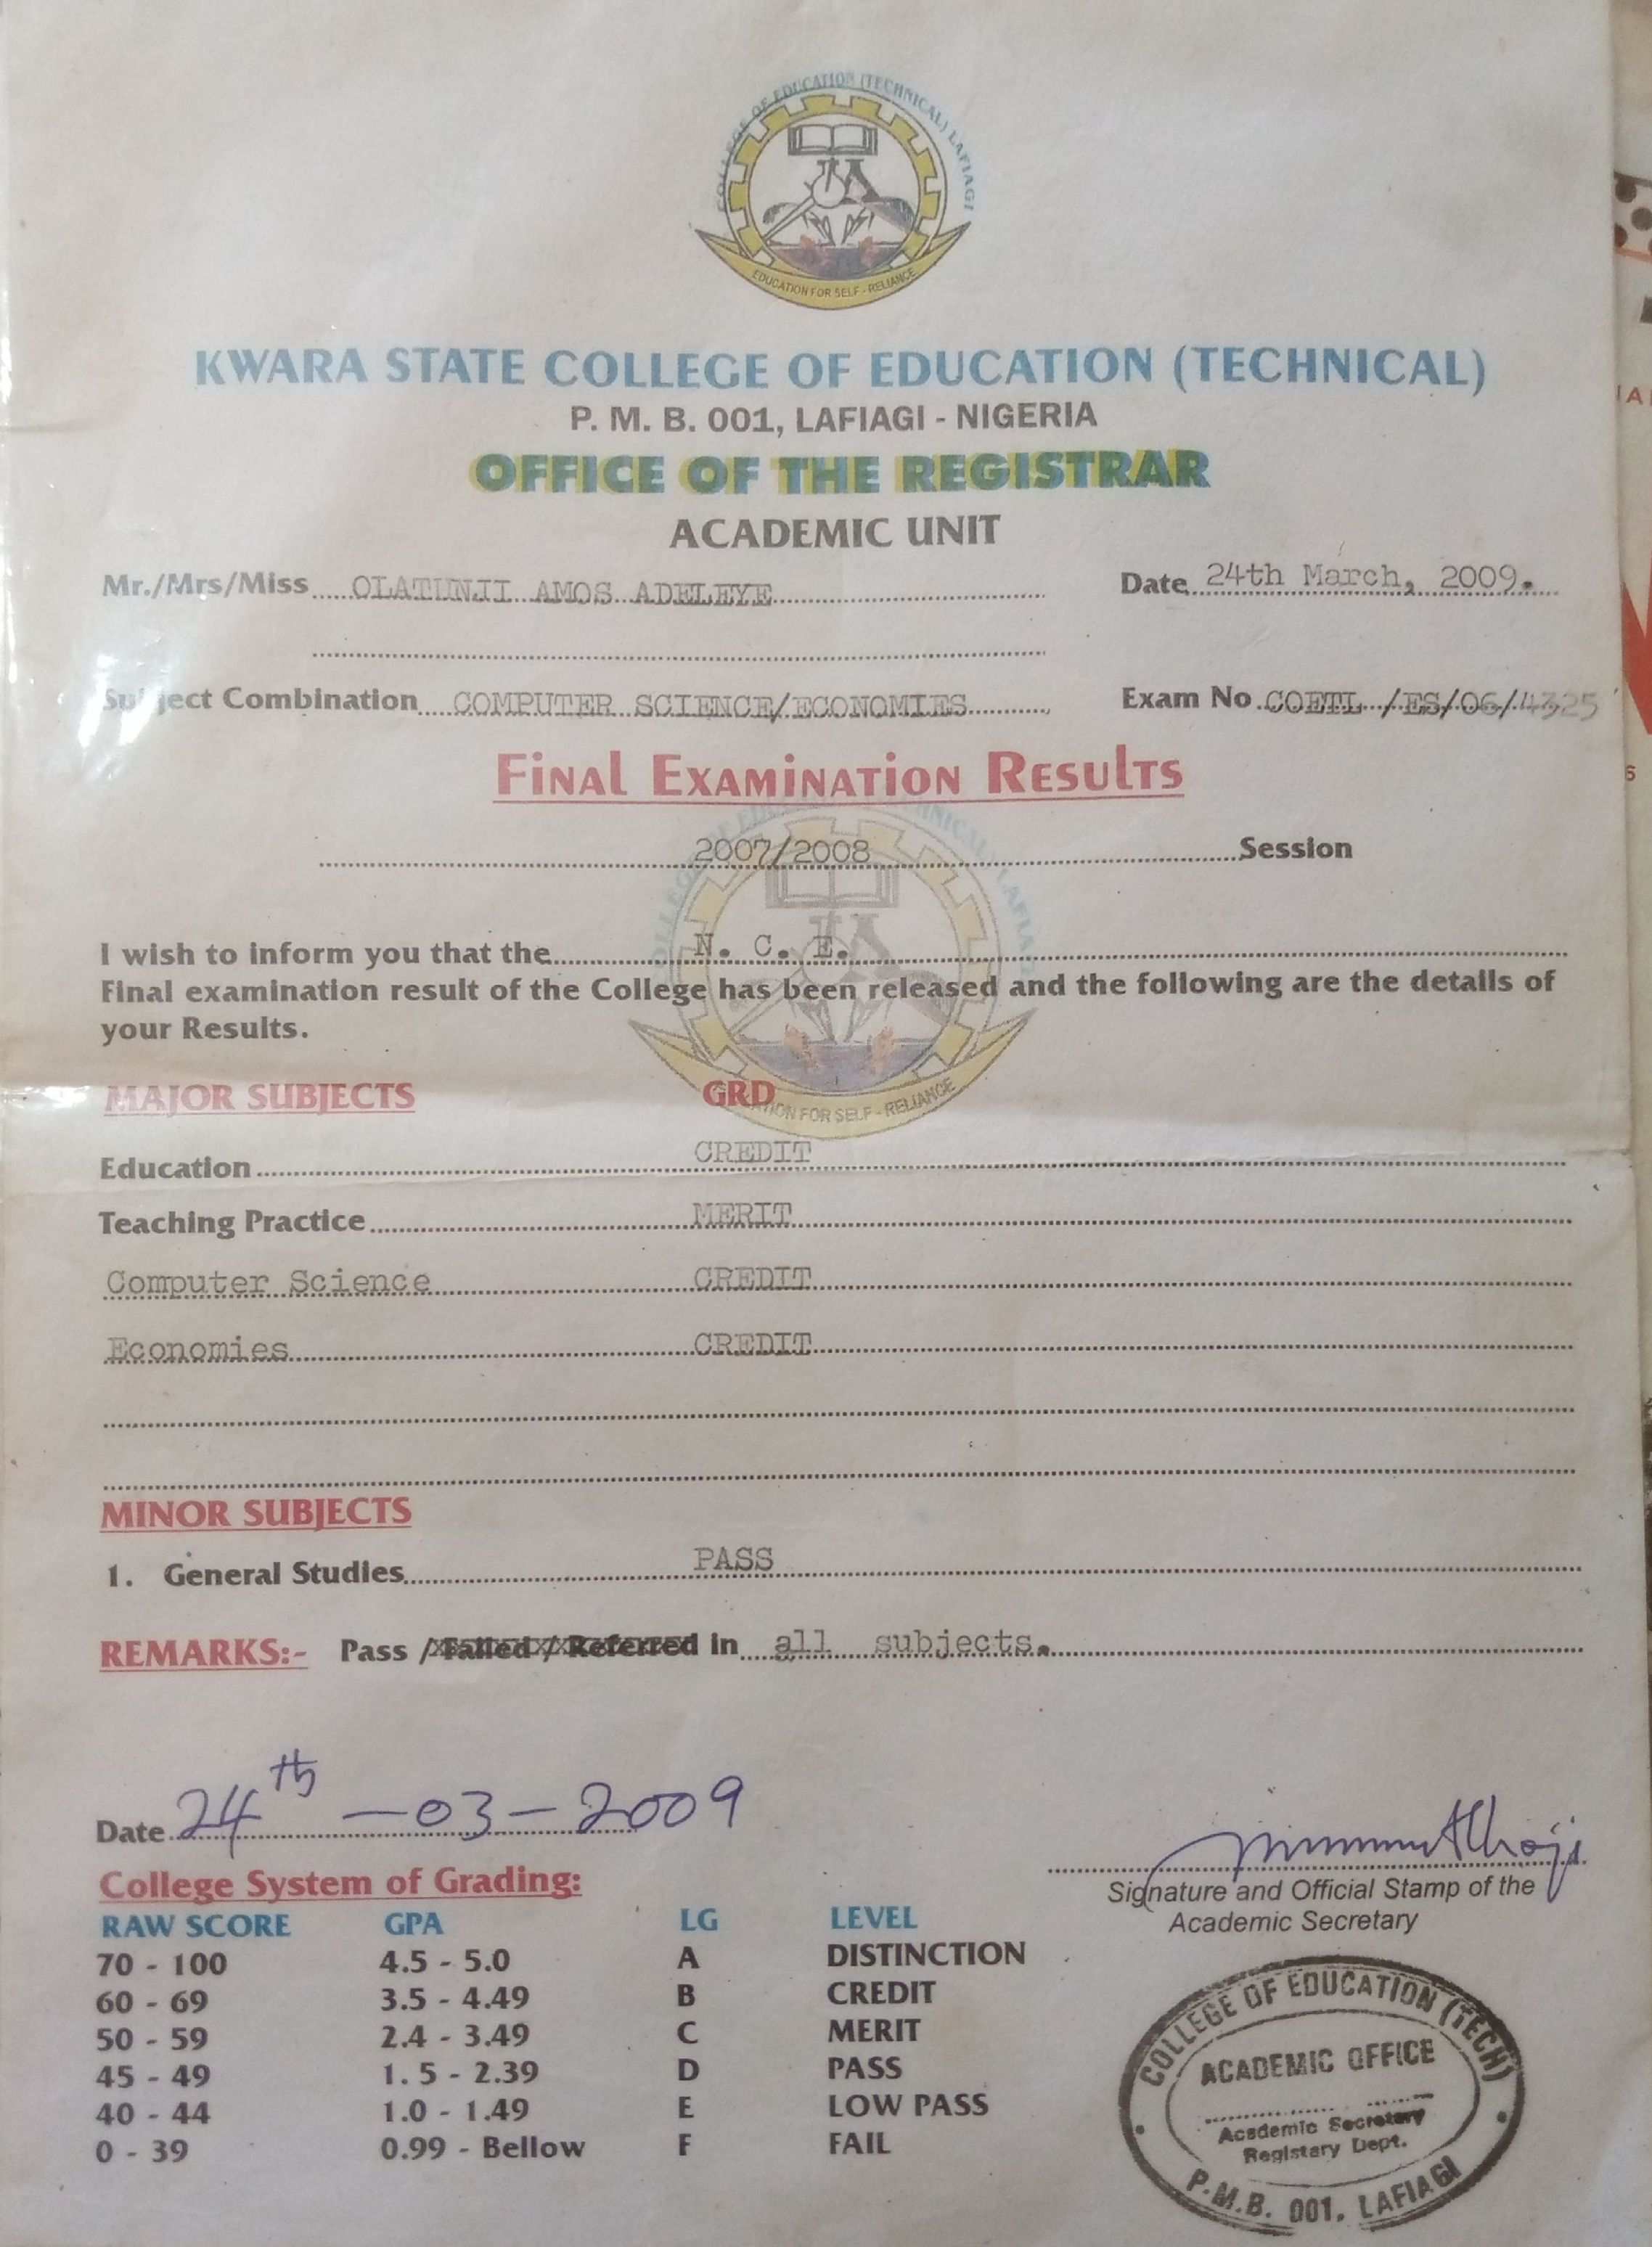 COLLEGE OF EDUCATION (TECHNICAL) LAFIAGI
EDUCATION FOR SELF - RELIANCE
KWARA STATE COLLEGE OF EDUCATION (TECHNICAL)
P. M. B. 001, LAFIAGI - NIGERIA
OFFICE OF THE REGISTRAR
ACADEMIC UNIT
Mr./Mrs/Miss OLATUNJI AMOS ADELEYE Date 24th March, 2009.
Subject Combination COMPUTER SCIENCE/ECONOMIES Exam No COETL /ES/06/4325
Final Examination Results
2007/2008 Session
I wish to inform you that the N. C. E.
Final examination result of the College has been released and the following are the details of
your Results.
MAJOR SUBJECTS GRD
Education CREDIT
Teaching Practice MERIT
Computer Science CREDIT
Economies CREDIT
MINOR SUBJECTS
1. General Studies PASS
REMARKS:- Pass / Failed / Referred in all subjects.
Date 24th - 03 - 2009
Signature and Official Stamp of the
Academic Secretary
College System of Grading:
RAW SCORE GPA LG LEVEL
70 - 100 4.5 - 5.0 A DISTINCTION
60 - 69 3.5 - 4.49 B CREDIT
50 - 59 2.4 - 3.49 C MERIT
45 - 49 1. 5 - 2.39 D PASS
40 - 44 1.0 - 1.49 E LOW PASS
0 - 39 0.99 - Bellow F FAIL
COLLEGE OF EDUCATION (TECH)
ACADEMIC OFFICE
Academic Secretary
Registary Dept.
P.M.B. 001, LAFIAGI